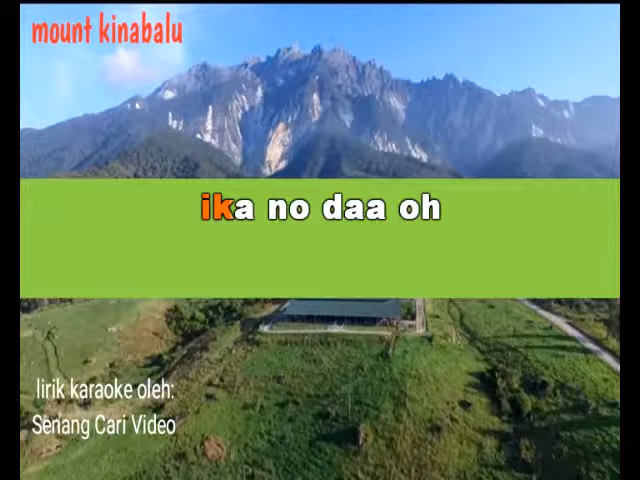 mount kinabalu
ika no daa oh
lirik karaoke oleh:
Senang Cari Video